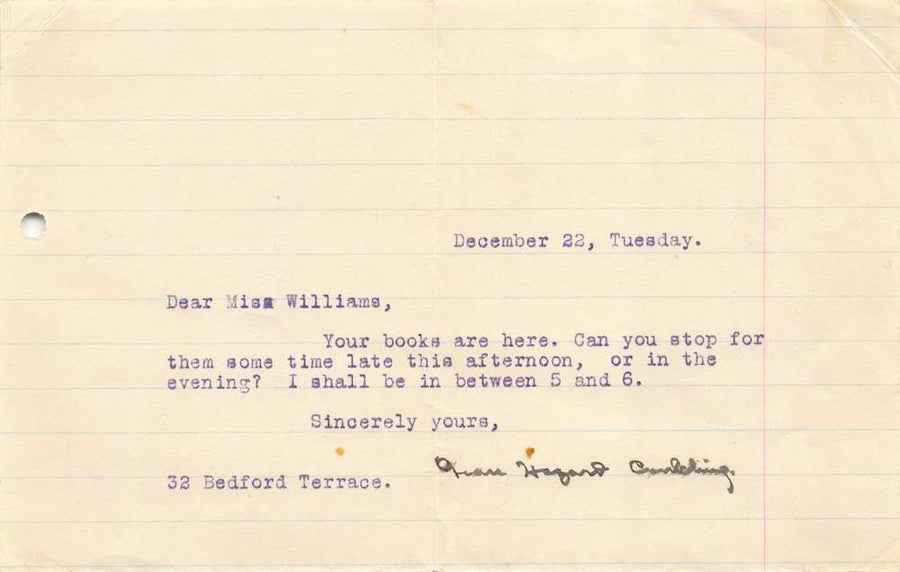 December 22, Tuesday.
Dear Miss Williams,
Your books are here. Can you stop for
them some time late this afternoon, or in the
evening? I shall be in between 5 and 6.
Sincerely yours,
Grace Hazard Conkling.
32 Bedford Terrace.